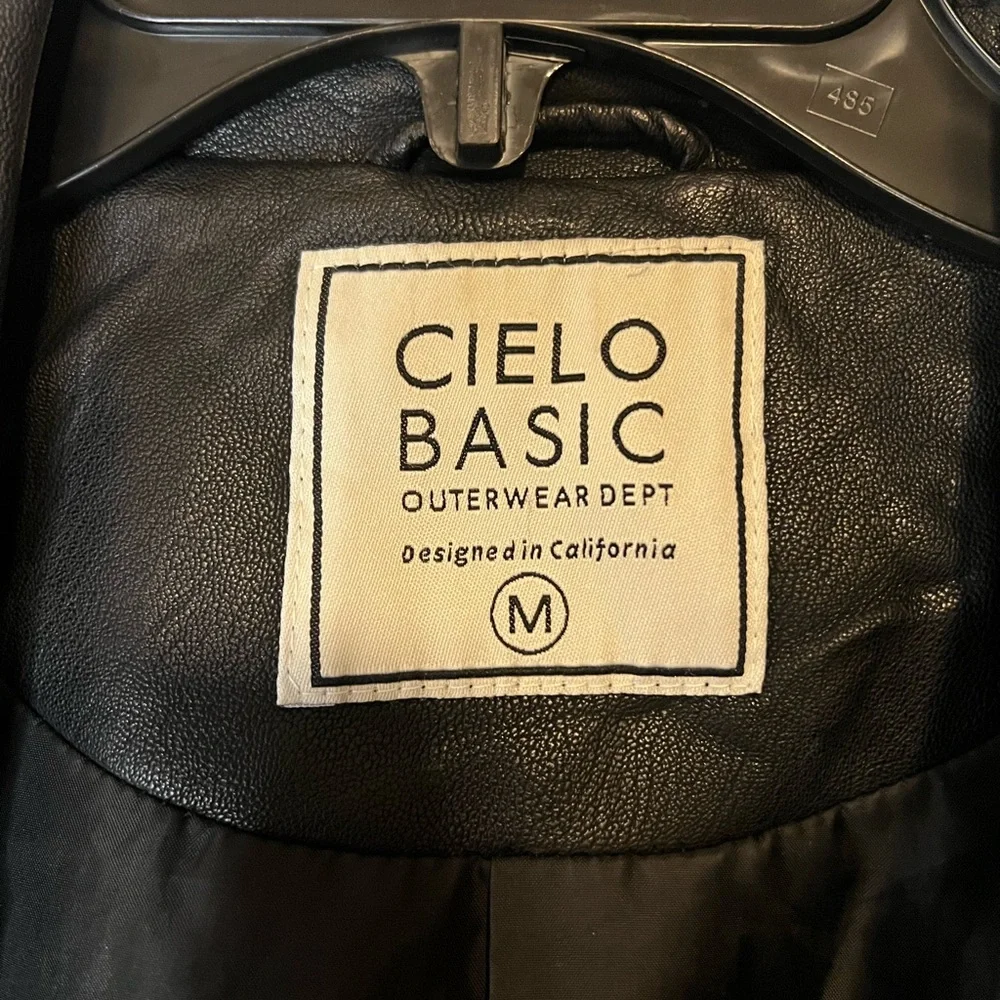 485
CIELO
BASIC
OUTERWEAR DEPT
Designed in California
M